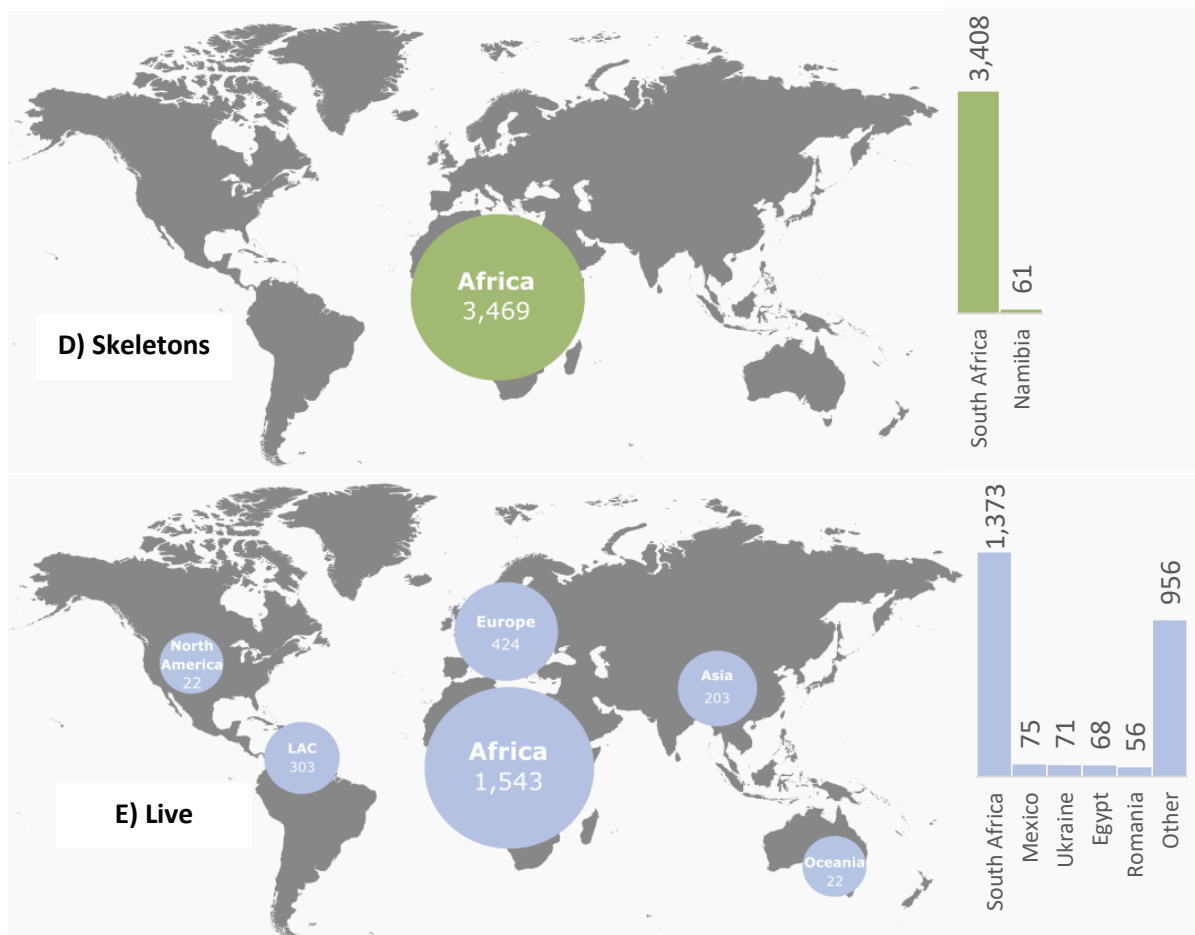 Africa
3,469
D) Skeletons
3,408
61
South Africa
Namibia
North
America
22
LAC
303
Europe
424
Africa
1,543
Asia
203
Oceania
22
E) Live
1,373
75
71
68
56
956
South Africa
Mexico
Ukraine
Egypt
Romania
Other